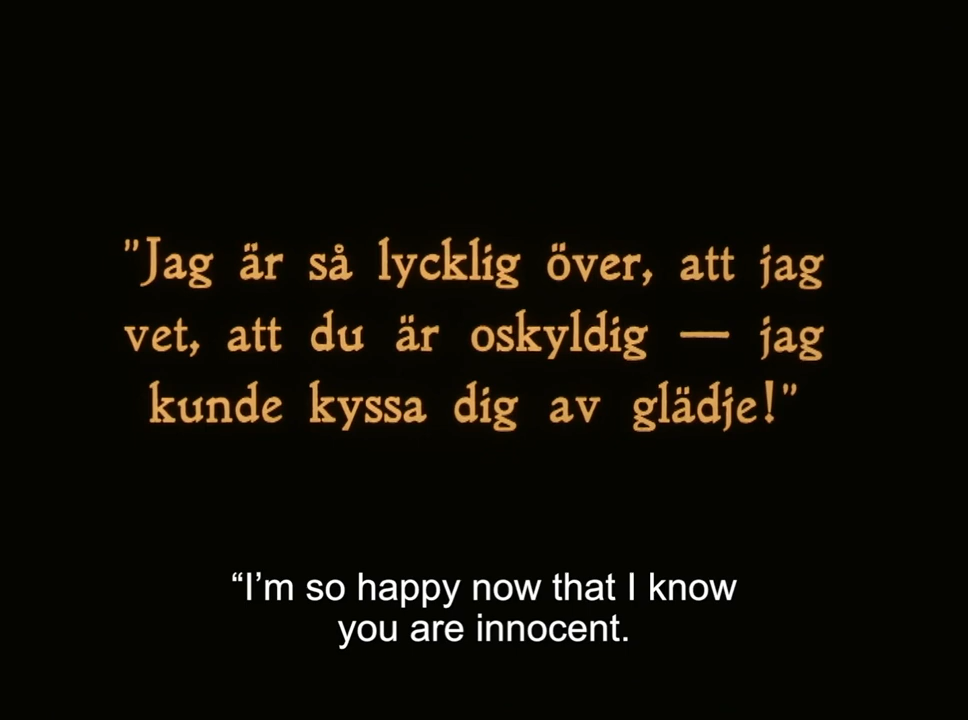 "Jag är så lycklig över, att jag
vet, att du är oskyldig — jag
kunde kyssa dig av glädje!"
“I’m so happy now that I know
you are innocent.